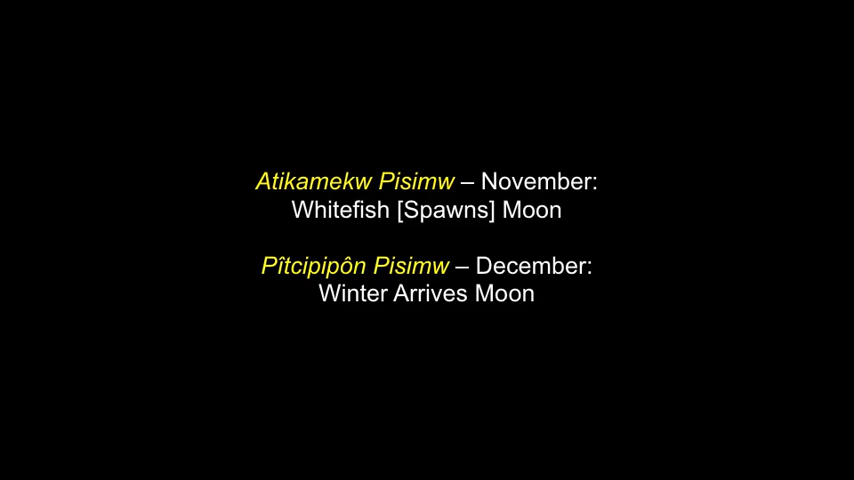 Atikamekw Pisimw – November:
Whitefish [Spawns] Moon
Pîtcipipôn Pisimw – December:
Winter Arrives Moon